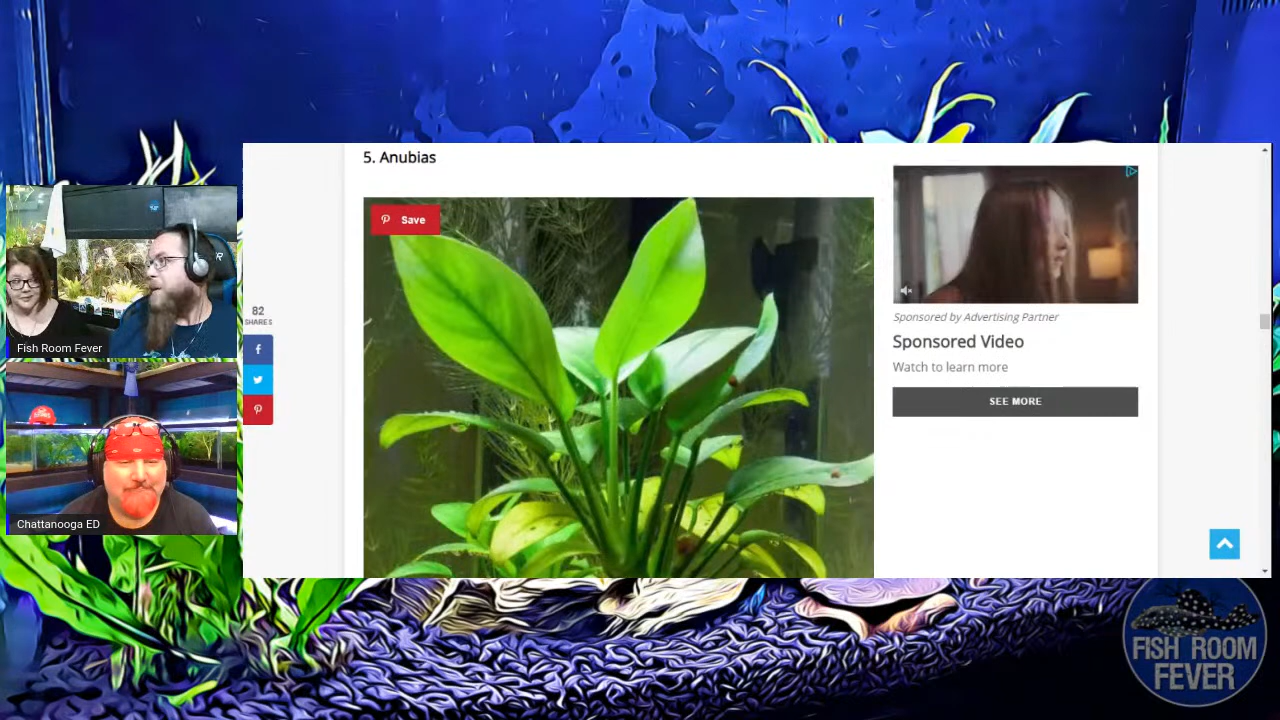 5. Anubias
Save
82
SHARES
Sponsored by Advertising Partner
Sponsored Video
Watch to learn more
SEE MORE
Fish Room Fever
Chattanooga ED
FISH ROOM
FEVER